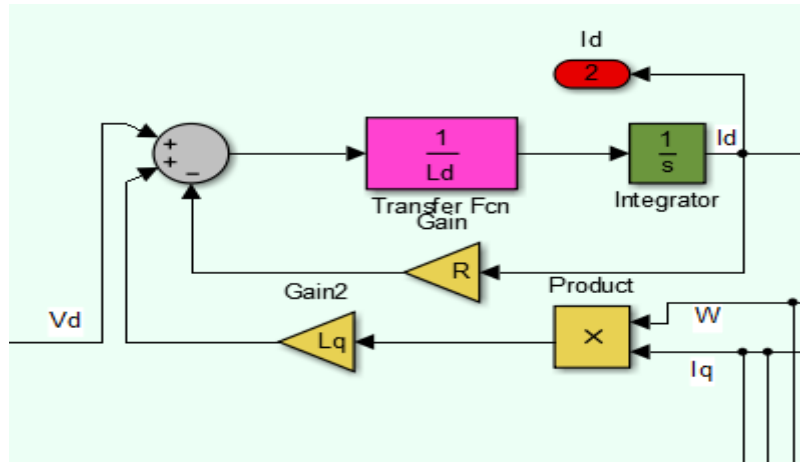 Id
2
+
+
−
1
Ld
Transfer Fcn
1
s
Id
Integrator
Gain
R
Gain2
Product
Vd
Lq
×
W
Iq